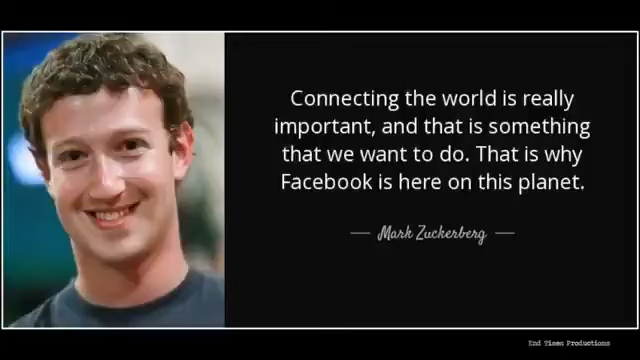 Connecting the world is really
important, and that is something
that we want to do. That is why
Facebook is here on this planet.
Mark Zuckerberg
End Times Productions